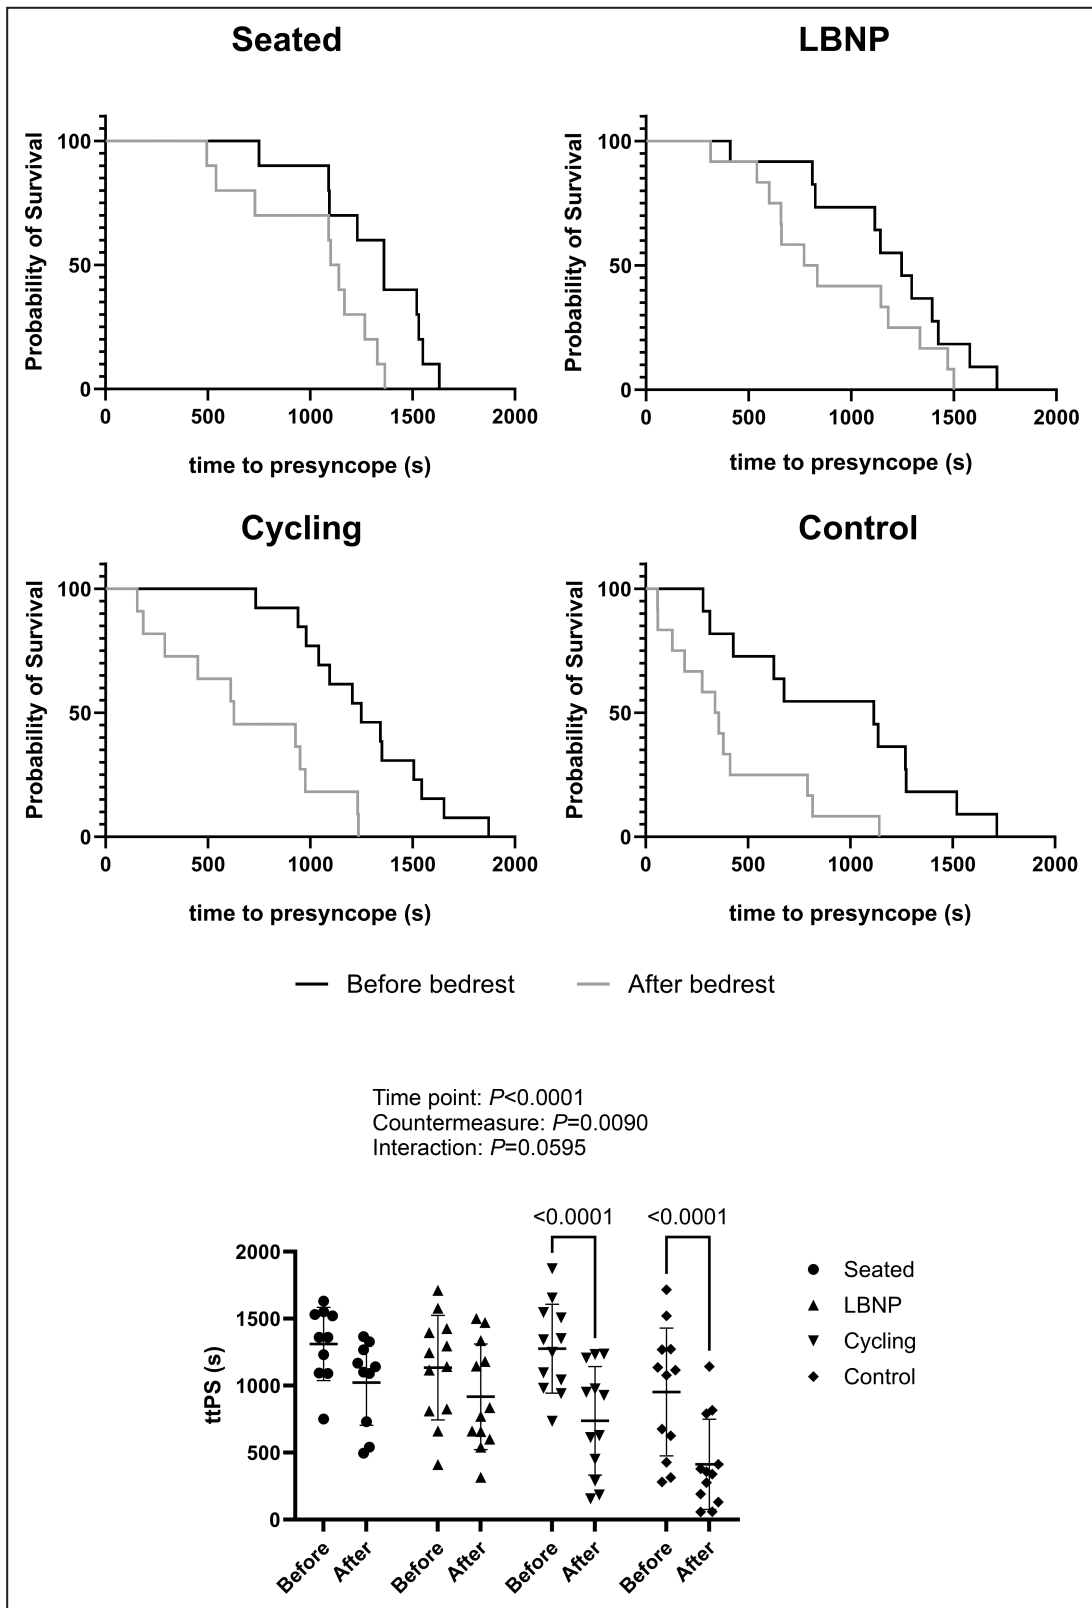 Seated
Probability of Survival
100
50
0
0 500 1000 1500 2000
time to presyncope (s)
LBNP
Probability of Survival
100
50
0
0 500 1000 1500 2000
time to presyncope (s)
Cycling
Probability of Survival
100
50
0
0 500 1000 1500 2000
time to presyncope (s)
Control
Probability of Survival
100
50
0
0 500 1000 1500 2000
time to presyncope (s)
Before bedrest After bedrest
Time point: P<0.0001
Countermeasure: P=0.0090
Interaction: P=0.0595
<0.0001 <0.0001
ttPS (s)
2000
1500
1000
500
0
Before After Before After Before After Before After
Seated
LBNP
Cycling
Control